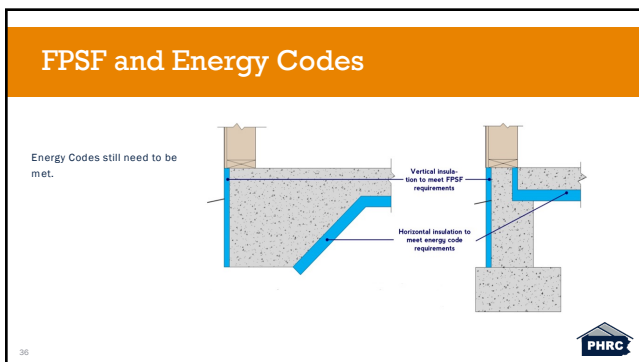 FPSF and Energy Codes
Energy Codes still need to be
met.
Vertical insula-
tion to meet FPSF
requirements
Horizontal insulation to
meet energy code
requirements
36
PHRC